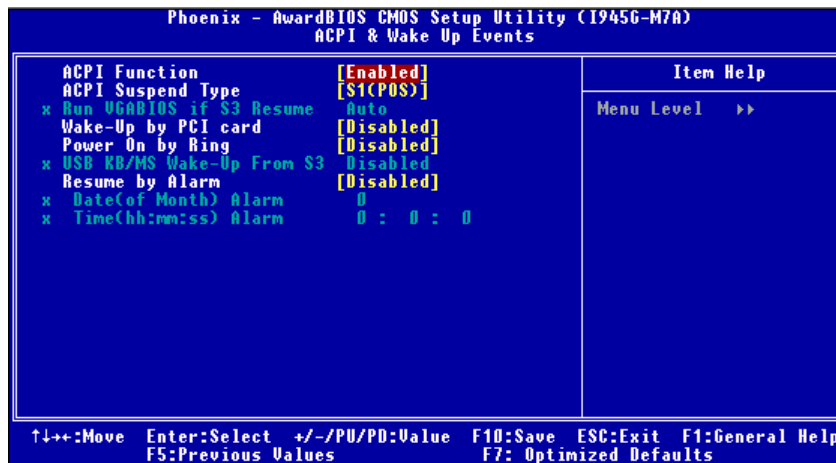 Phoenix - AwardBIOS CMOS Setup Utility (I945G-M7A)
ACPI & Wake Up Events
ACPI Function [Enabled]
ACPI Suspend Type [S1(POS)]
x Run VGABIOS if S3 Resume Auto
Wake-Up by PCI card [Disabled]
Power On by Ring [Disabled]
x USB KB/MS Wake-Up From S3 Disabled
Resume by Alarm [Disabled]
x Date(of Month) Alarm 0
x Time(hh:mm:ss) Alarm 0 : 0 : 0
Item Help
Menu Level ►►
↑↓→←:Move Enter:Select +/-/PU/PD:Value F10:Save ESC:Exit F1:General Help
F5:Previous Values F7: Optimized Defaults